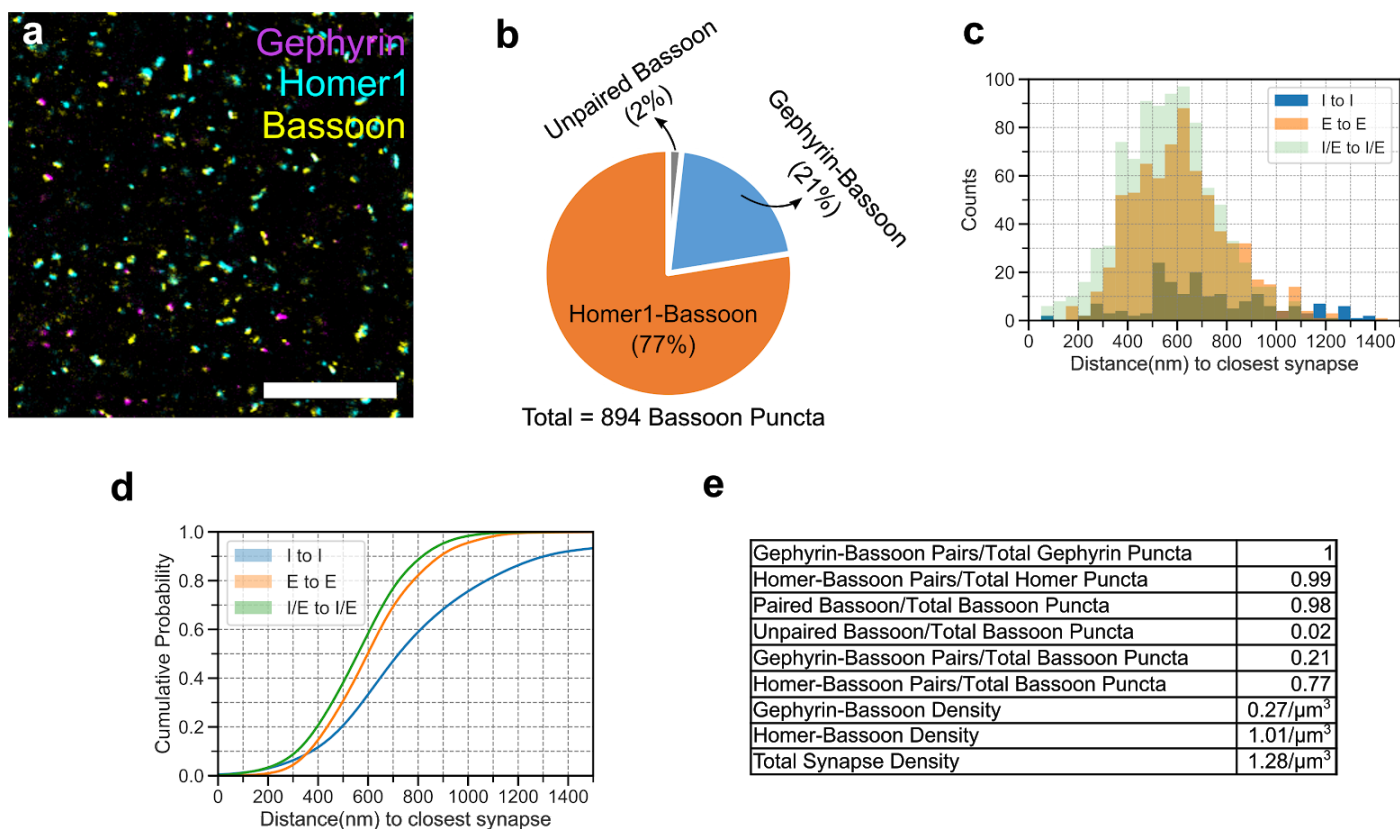 a
Gephyrin
Homer1
Bassoon
b
Unpaired Bassoon
(2%)
Gephyrin-Bassoon
(21%)
Homer1-Bassoon
(77%)
Total = 894 Bassoon Puncta
c
100
80
60
40
20
0
Counts
I to I
E to E
I/E to I/E
0 200 400 600 800 1000 1200 1400
Distance(nm) to closest synapse
d
1.0
0.8
0.6
0.4
0.2
0.0
Cumulative Probability
I to I
E to E
I/E to I/E
0 200 400 600 800 1000 1200 1400
Distance(nm) to closest synapse
e
Gephyrin-Bassoon Pairs/Total Gephyrin Puncta 1
Homer-Bassoon Pairs/Total Homer Puncta 0.99
Paired Bassoon/Total Bassoon Puncta 0.98
Unpaired Bassoon/Total Bassoon Puncta 0.02
Gephyrin-Bassoon Pairs/Total Bassoon Puncta 0.21
Homer-Bassoon Pairs/Total Bassoon Puncta 0.77
Gephyrin-Bassoon Density 0.27/µm³
Homer-Bassoon Density 1.01/µm³
Total Synapse Density 1.28/µm³